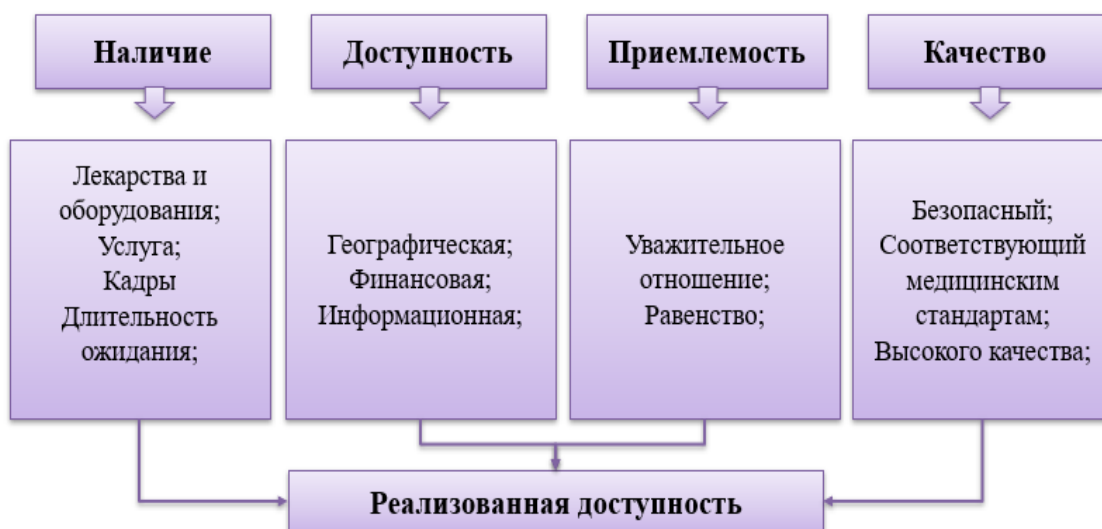 Наличие
Доступность
Приемлемость
Качество
Лекарства и
оборудования;
Услуга;
Кадры
Длительность
ожидания;
Географическая;
Финансовая;
Информационная;
Уважительное
отношение;
Равенство;
Безопасный;
Соответствующий
медицинским
стандартам;
Высокого качества;
Реализованная доступность